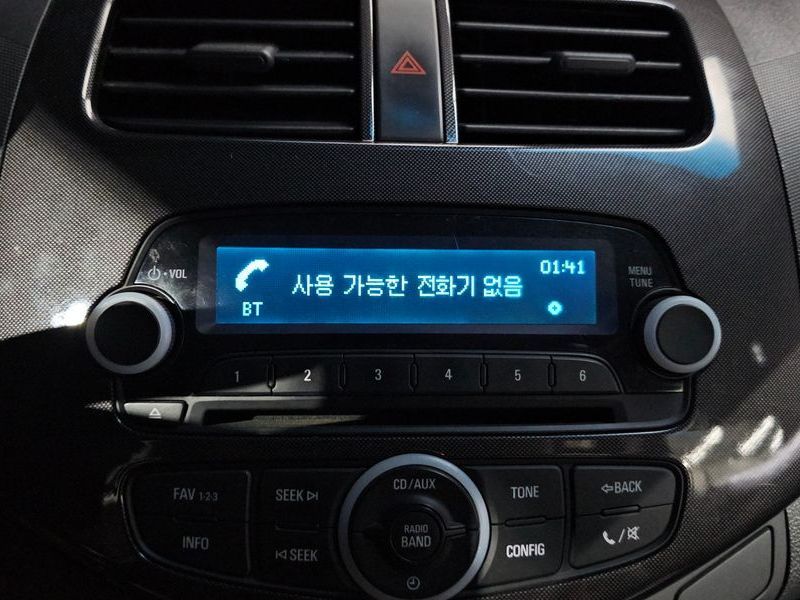 VOL
MENU
TUNE
01:41
사용 가능한 전화기 없음
BT
1 2 3 4 5 6
FAV 1-2-3
SEEK
CD/AUX
TONE
BACK
INFO
SEEK
RADIO
BAND
CONFIG